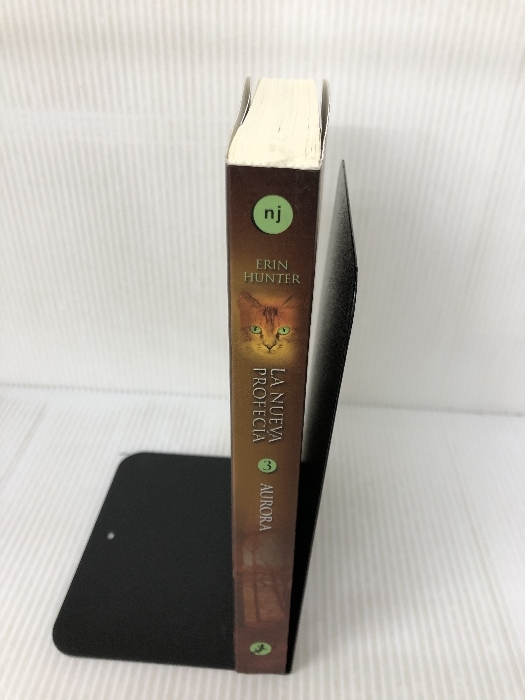 nj
ERIN
HUNTER
LA NUEVA
PROFECÍA
3
AURORA